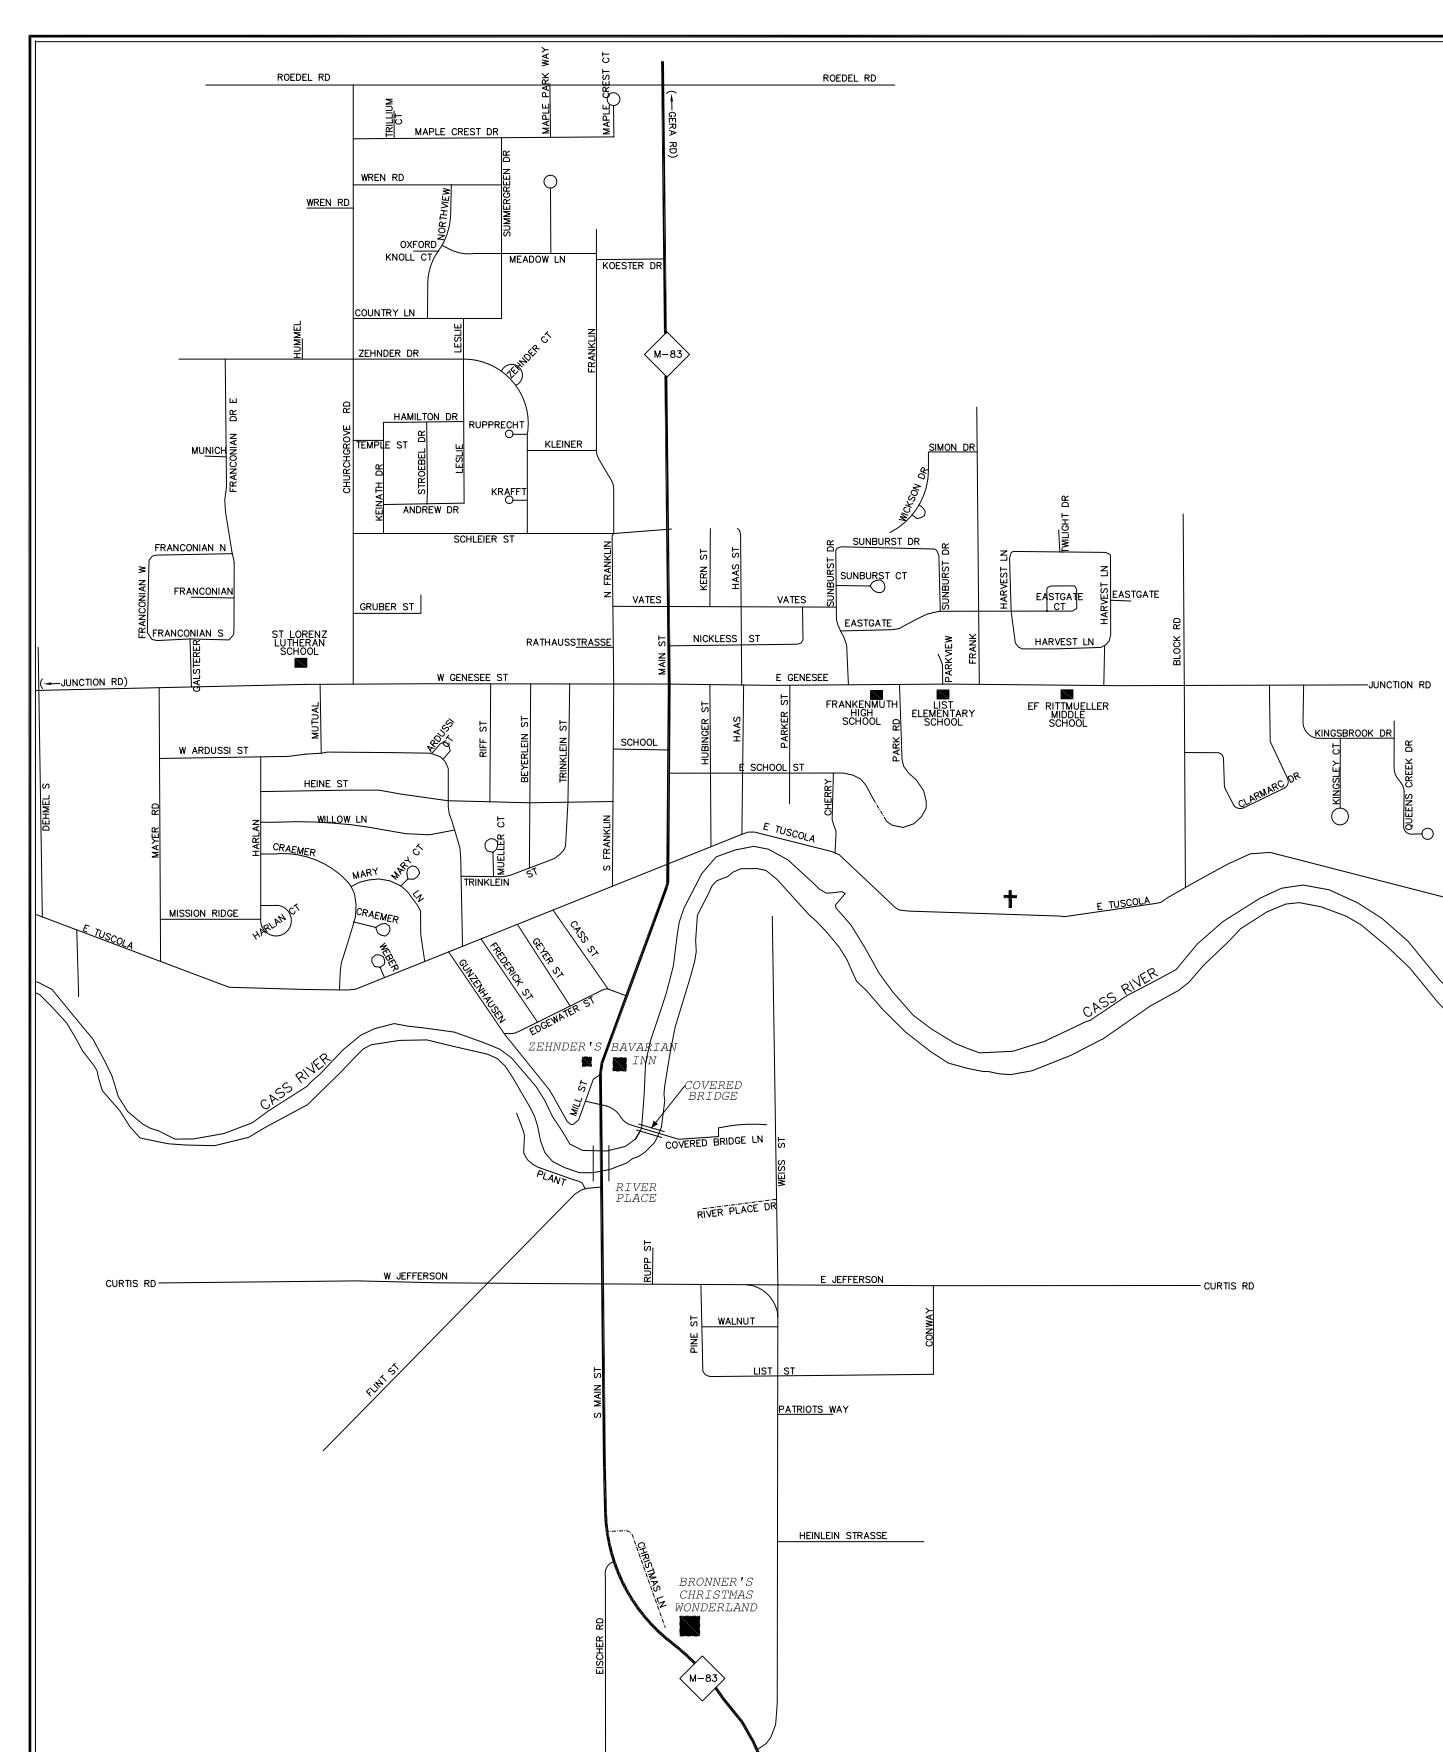 ROEDEL RD
MAPLE PARK WAY
MAPLE CREST CT
ROEDEL RD
TRILLIUM
CT
MAPLE CREST DR
(←GERA RD)
WREN RD
SUMMERGREEN DR
WREN RD
NORTHVIEW
OXFORD
KNOLL CT
MEADOW LN
KOESTER DR
COUNTRY LN
HUMMEL
ZEHNDER DR
LESLIE
ZEHNDER CT
FRANKLIN
M-83
FRANCONIAN DR E
CHURCHGROVE RD
HAMILTON DR
RUPPRECHT
MUNICH
TEMPLE ST
STROEBEL DR
LESLIE
KLEINER
SIMON DR
KEINATH DR
KRAFFT
WICKSON DR
ANDREW DR
TWILIGHT DR
SCHLEIER ST
FRANCONIAN N
N FRANKLIN
KERN ST
HAAS ST
SUNBURST DR
SUNBURST DR
SUNBURST DR
HARVEST LN
HARVEST LN
FRANCONIAN W
FRANCONIAN
SUNBURST CT
EASTGATE
CT
EASTGATE
GRUBER ST
VATES
VATES
FRANCONIAN S
ST LORENZ
LUTHERAN
SCHOOL
RATHAUSSTRASSE
MAIN ST
NICKLESS ST
EASTGATE
PARKVIEW
FRANK
HARVEST LN
BLOCK RD
GALSTERER
(←JUNCTION RD)
W GENESEE ST
E GENESEE
JUNCTION RD
FRANKENMUTH
HIGH
SCHOOL
LIST
ELEMENTARY
SCHOOL
EF RITTMUELLER
MIDDLE
SCHOOL
MUTUAL
W ARDUSSI ST
ARDUSSI
CT
RIFF ST
BEYERLEIN ST
TRINKLEIN ST
SCHOOL
HUBINGER ST
HAAS
PARKER ST
PARK RD
KINGSBROOK DR
E SCHOOL ST
CHERRY
CLARMARC DR
KINGSLEY CT
QUEENS CREEK DR
DEHMEL S
MAYER RD
HEINE ST
HARLAN
WILLOW LN
MUELLER CT
S FRANKLIN
E TUSCOLA
CRAEMER
MARY
MARY CT
LN
TRINKLEIN ST
MISSION RIDGE
HARLAN CT
CRAEMER
WEBER
E TUSCOLA
E TUSCOLA
CASS ST
GEYER ST
FREDERICK ST
GUNZENHAUSEN
EDGEWATER ST
CASS RIVER
CASS RIVER
ZEHNDER'S
BAVARIAN
INN
MILL ST
COVERED
BRIDGE
COVERED BRIDGE LN
WEISS ST
PLANT
RIVER
PLACE
RIVER PLACE DR
RUPP ST
CURTIS RD
W JEFFERSON
E JEFFERSON
CURTIS RD
PINE ST
WALNUT
CONWAY
LIST ST
FLINT ST
S MAIN ST
PATRIOTS WAY
HEINLEIN STRASSE
CHRISTMAS LN
BRONNER'S
CHRISTMAS
WONDERLAND
EISCHER RD
M-83